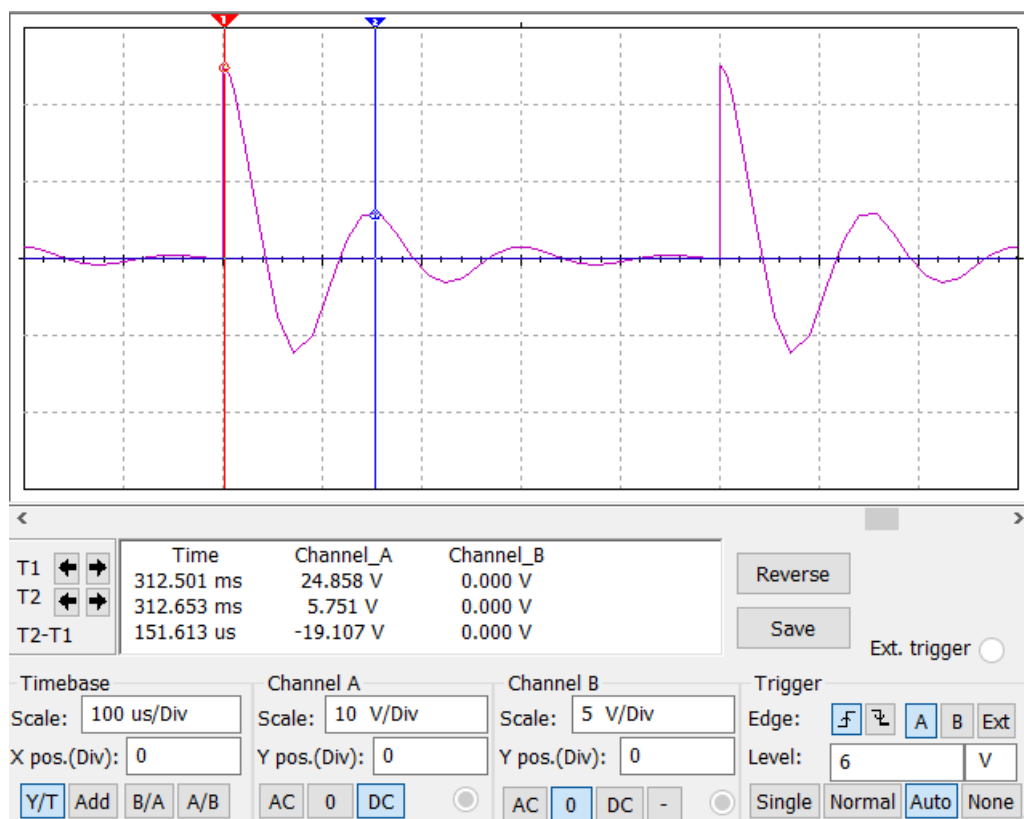 1 2
Time Channel_A Channel_B
T1 312.501 ms 24.858 V 0.000 V
T2 312.653 ms 5.751 V 0.000 V
T2-T1 151.613 us -19.107 V 0.000 V
Reverse
Save
Ext. trigger
Timebase
Scale: 100 us/Div
X pos.(Div): 0
Y/T Add B/A A/B
Channel A
Scale: 10 V/Div
Y pos.(Div): 0
AC 0 DC
Channel B
Scale: 5 V/Div
Y pos.(Div): 0
AC 0 DC -
Trigger
Edge: A B Ext
Level: 6 V
Single Normal Auto None